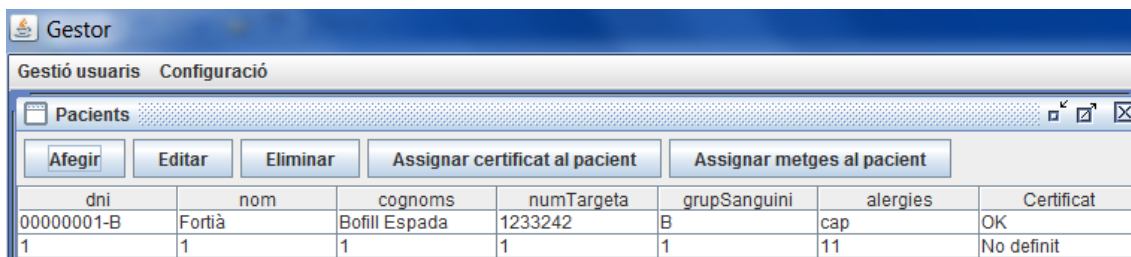 Gestor
Gestió usuaris Configuració
Pacients
Afegir Editar Eliminar Assignar certificat al pacient Assignar metges al pacient
dni nom cognoms numTargeta grupSanguini alergies Certificat
00000001-B Fortià Bofill Espada 1233242 B cap OK
1 1 1 1 1 11 No definit